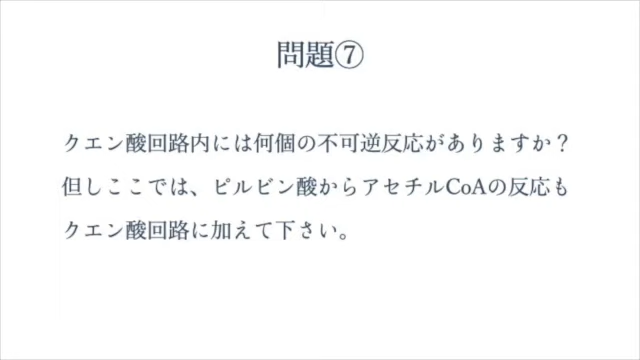 問題⑦
クエン酸回路内には何個の不可逆反応がありますか？
但しここでは、ピルビン酸からアセチルCoAの反応も
クエン酸回路に加えて下さい。